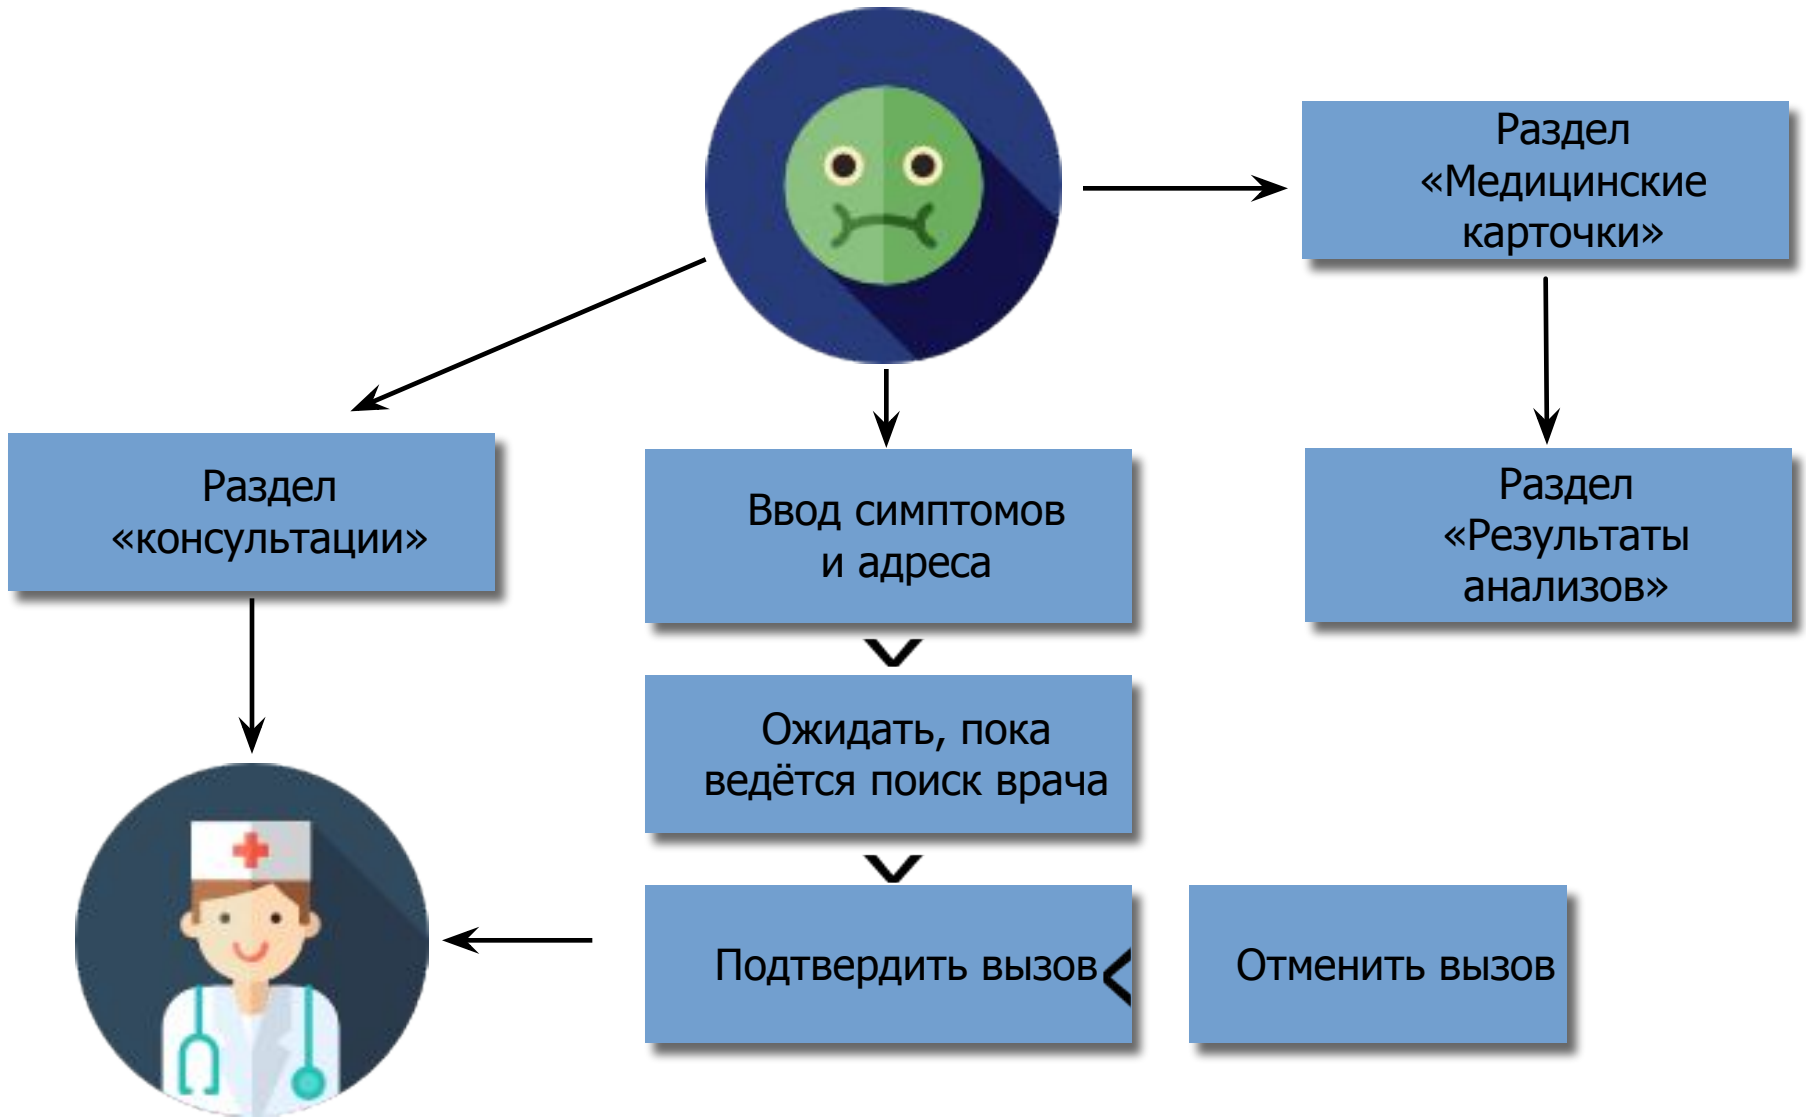 Раздел
«Медицинские
карточки»
Раздел
«консультации»
Ввод симптомов
и адреса
Раздел
«Результаты
анализов»
Ожидать, пока
ведётся поиск врача
Подтвердить вызов
Отменить вызов